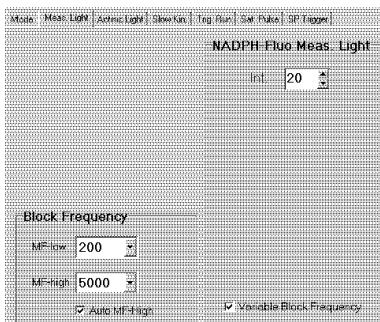 Mode Meas. Light Actinic Light Slow Kin. Trig. Run Sat. Pulse SP Trigger
NADPH-Fluo Meas. Light
Int. 20
Block Frequency
MF-low 200
MF-high 5000
Auto MF-High
Variable Block Frequency